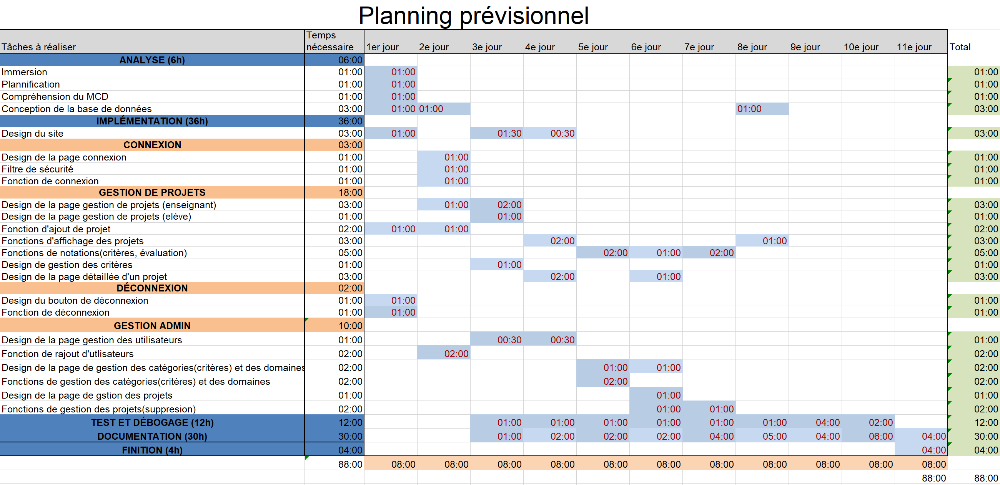 Planning prévisionnel
Tâches à réaliser Temps nécessaire 1er jour 2e jour 3e jour 4e jour 5e jour 6e jour 7e jour 8e jour 9e jour 10e jour 11e jour Total
ANALYSE (6h) 06:00
Immersion 01:00 01:00 01:00
Plannification 01:00 01:00 01:00
Compréhension du MCD 01:00 01:00 01:00
Conception de la base de données 03:00 01:00 01:00 01:00 03:00
IMPLÉMENTATION (36h) 36:00
Design du site 03:00 01:00 01:30 00:30 03:00
CONNEXION 03:00
Design de la page connexion 01:00 01:00 01:00
Filtre de sécurité 01:00 01:00 01:00
Fonction de connexion 01:00 01:00 01:00
GESTION DE PROJETS 18:00
Design de la page gestion de projets (enseignant) 03:00 01:00 02:00 03:00
Design de la page gestion de projets (elève) 01:00 01:00 01:00
Fonction d'ajout de projet 02:00 01:00 01:00 02:00
Fonctions d'affichage des projets 03:00 02:00 01:00 03:00
Fonctions de notations(critères, évaluation) 05:00 02:00 01:00 02:00 05:00
Design de gestion des critères 01:00 01:00 01:00
Design de la page détaillée d'un projet 03:00 02:00 01:00 03:00
DÉCONNEXION 02:00
Design du bouton de déconnexion 01:00 01:00 01:00
Fonction de déconnexion 01:00 01:00 01:00
GESTION ADMIN 10:00
Design de la page gestion des utilisateurs 01:00 00:30 00:30 01:00
Fonction de rajout d'utlisateurs 02:00 02:00 02:00
Design de la page de gestion des catégories(critères) et des domaines 02:00 01:00 01:00 02:00
Fonctions de gestion des catégories(critères) et des domaines 02:00 02:00 02:00
Design de la page de gstion des projets 01:00 01:00 01:00
Fonctions de gestion des projets(suppresion) 02:00 01:00 01:00 02:00
TEST ET DÉBOGAGE (12h) 12:00 01:00 01:00 01:00 01:00 01:00 01:00 04:00 02:00 12:00
DOCUMENTATION (30h) 30:00 01:00 02:00 02:00 02:00 04:00 05:00 04:00 06:00 04:00 30:00
FINITION (4h) 04:00 04:00 04:00
88:00 08:00 08:00 08:00 08:00 08:00 08:00 08:00 08:00 08:00 08:00 08:00
88:00 88:00